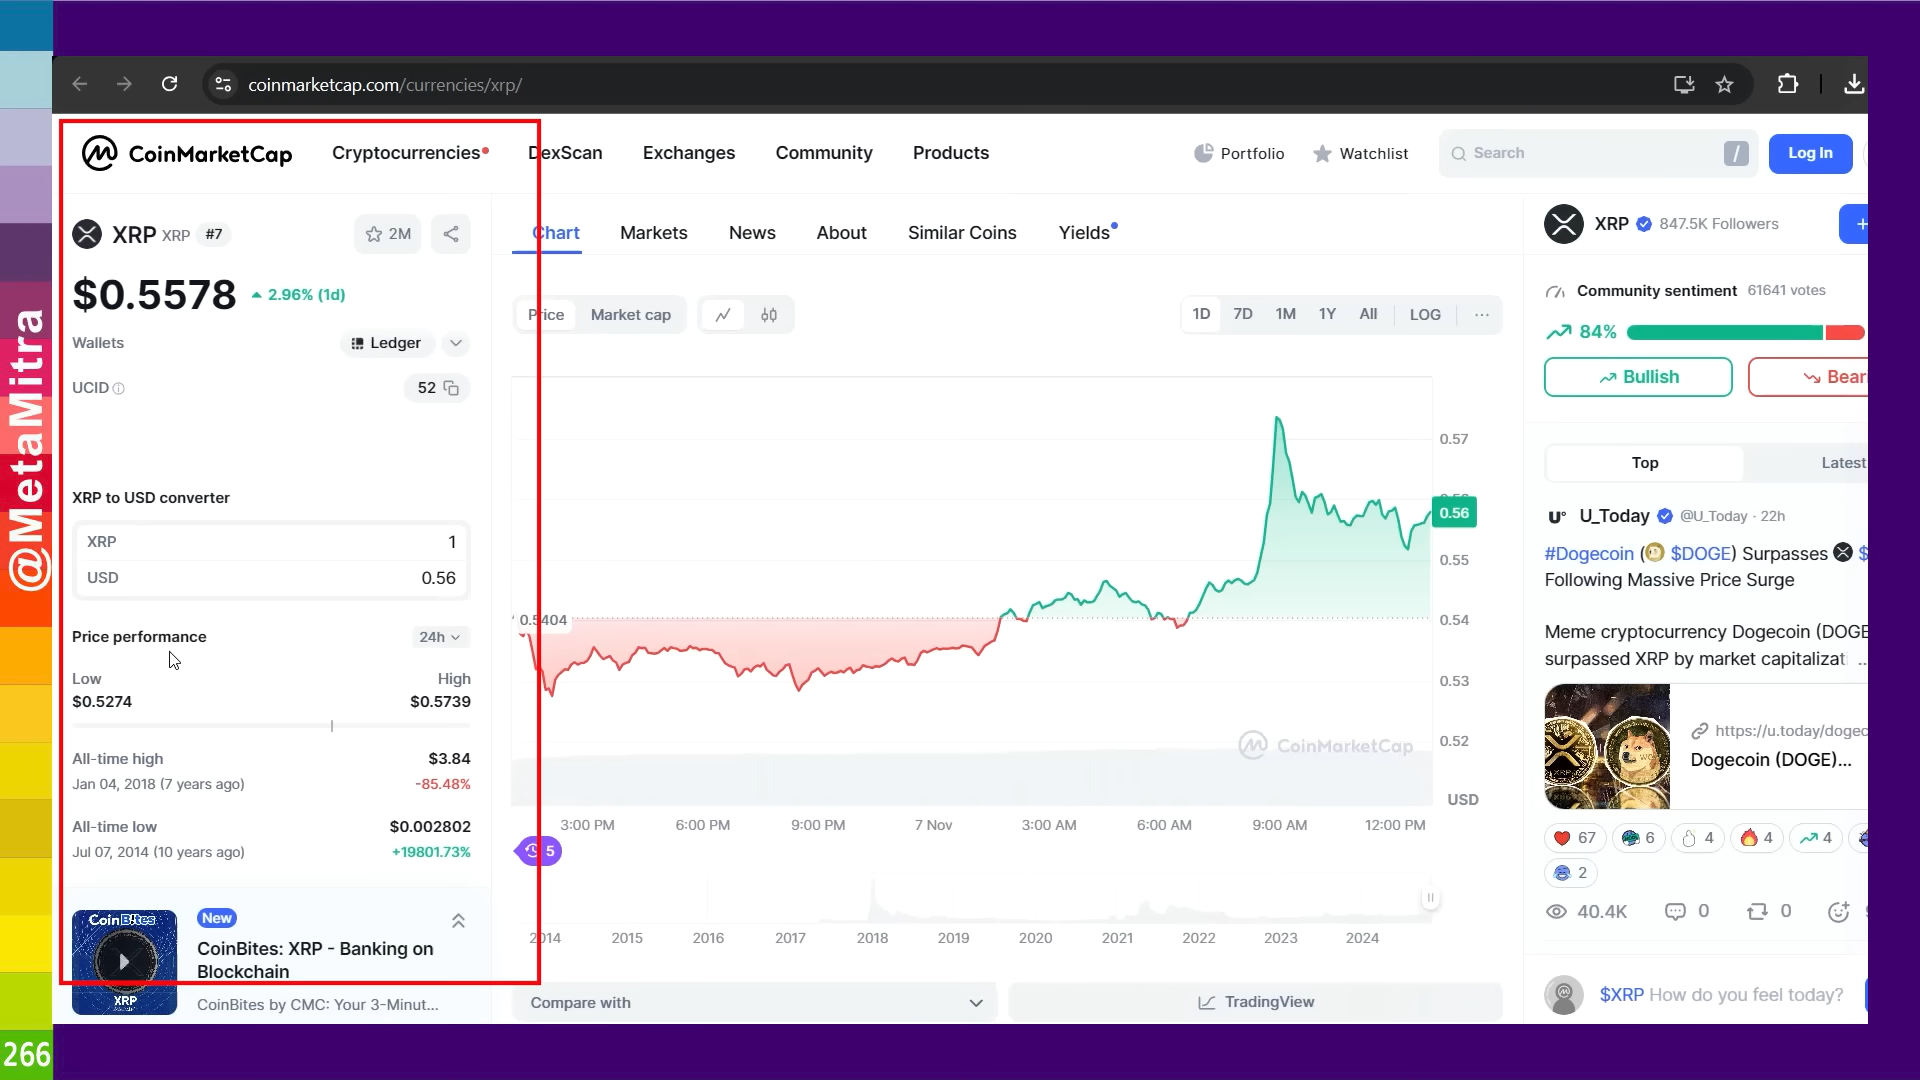 @MetaMitra
266
coinmarketcap.com/currencies/xrp/
CoinMarketCap
Cryptocurrencies
DexScan
Exchanges
Community
Products
Portfolio
Watchlist
Search
/
Log In
XRP XRP #7
2M
$0.5578
2.96% (1d)
Wallets
Ledger
UCID
52
XRP to USD converter
XRP 1
USD 0.56
Price performance
24h
Low High
$0.5274 $0.5739
All-time high $3.84
Jan 04, 2018 (7 years ago) -85.48%
All-time low $0.002802
Jul 07, 2014 (10 years ago) +19801.73%
CoinBites
XRP
New
CoinBites: XRP - Banking on
Blockchain
CoinBites by CMC: Your 3-Minut...
Chart
Markets
News
About
Similar Coins
Yields
Price
Market cap
1D
7D
1M
1Y
All
LOG
0.57
0.56
0.55
0.5404
0.54
0.53
0.52
CoinMarketCap
USD
3:00 PM
6:00 PM
9:00 PM
7 Nov
3:00 AM
6:00 AM
9:00 AM
12:00 PM
5
2014
2015
2016
2017
2018
2019
2020
2021
2022
2023
2024
Compare with
TradingView
XRP 847.5K Followers
+
Community sentiment 61641 votes
84%
Bullish
Bear
Top
Latest
U_Today @U_Today · 22h
#Dogecoin ( $DOGE) Surpasses $
Following Massive Price Surge
Meme cryptocurrency Dogecoin (DOGE
surpassed XRP by market capitalizat ...
https://u.today/dogec
Dogecoin (DOGE)...
67
6
4
4
4
2
40.4K
0
0
$XRP How do you feel today?